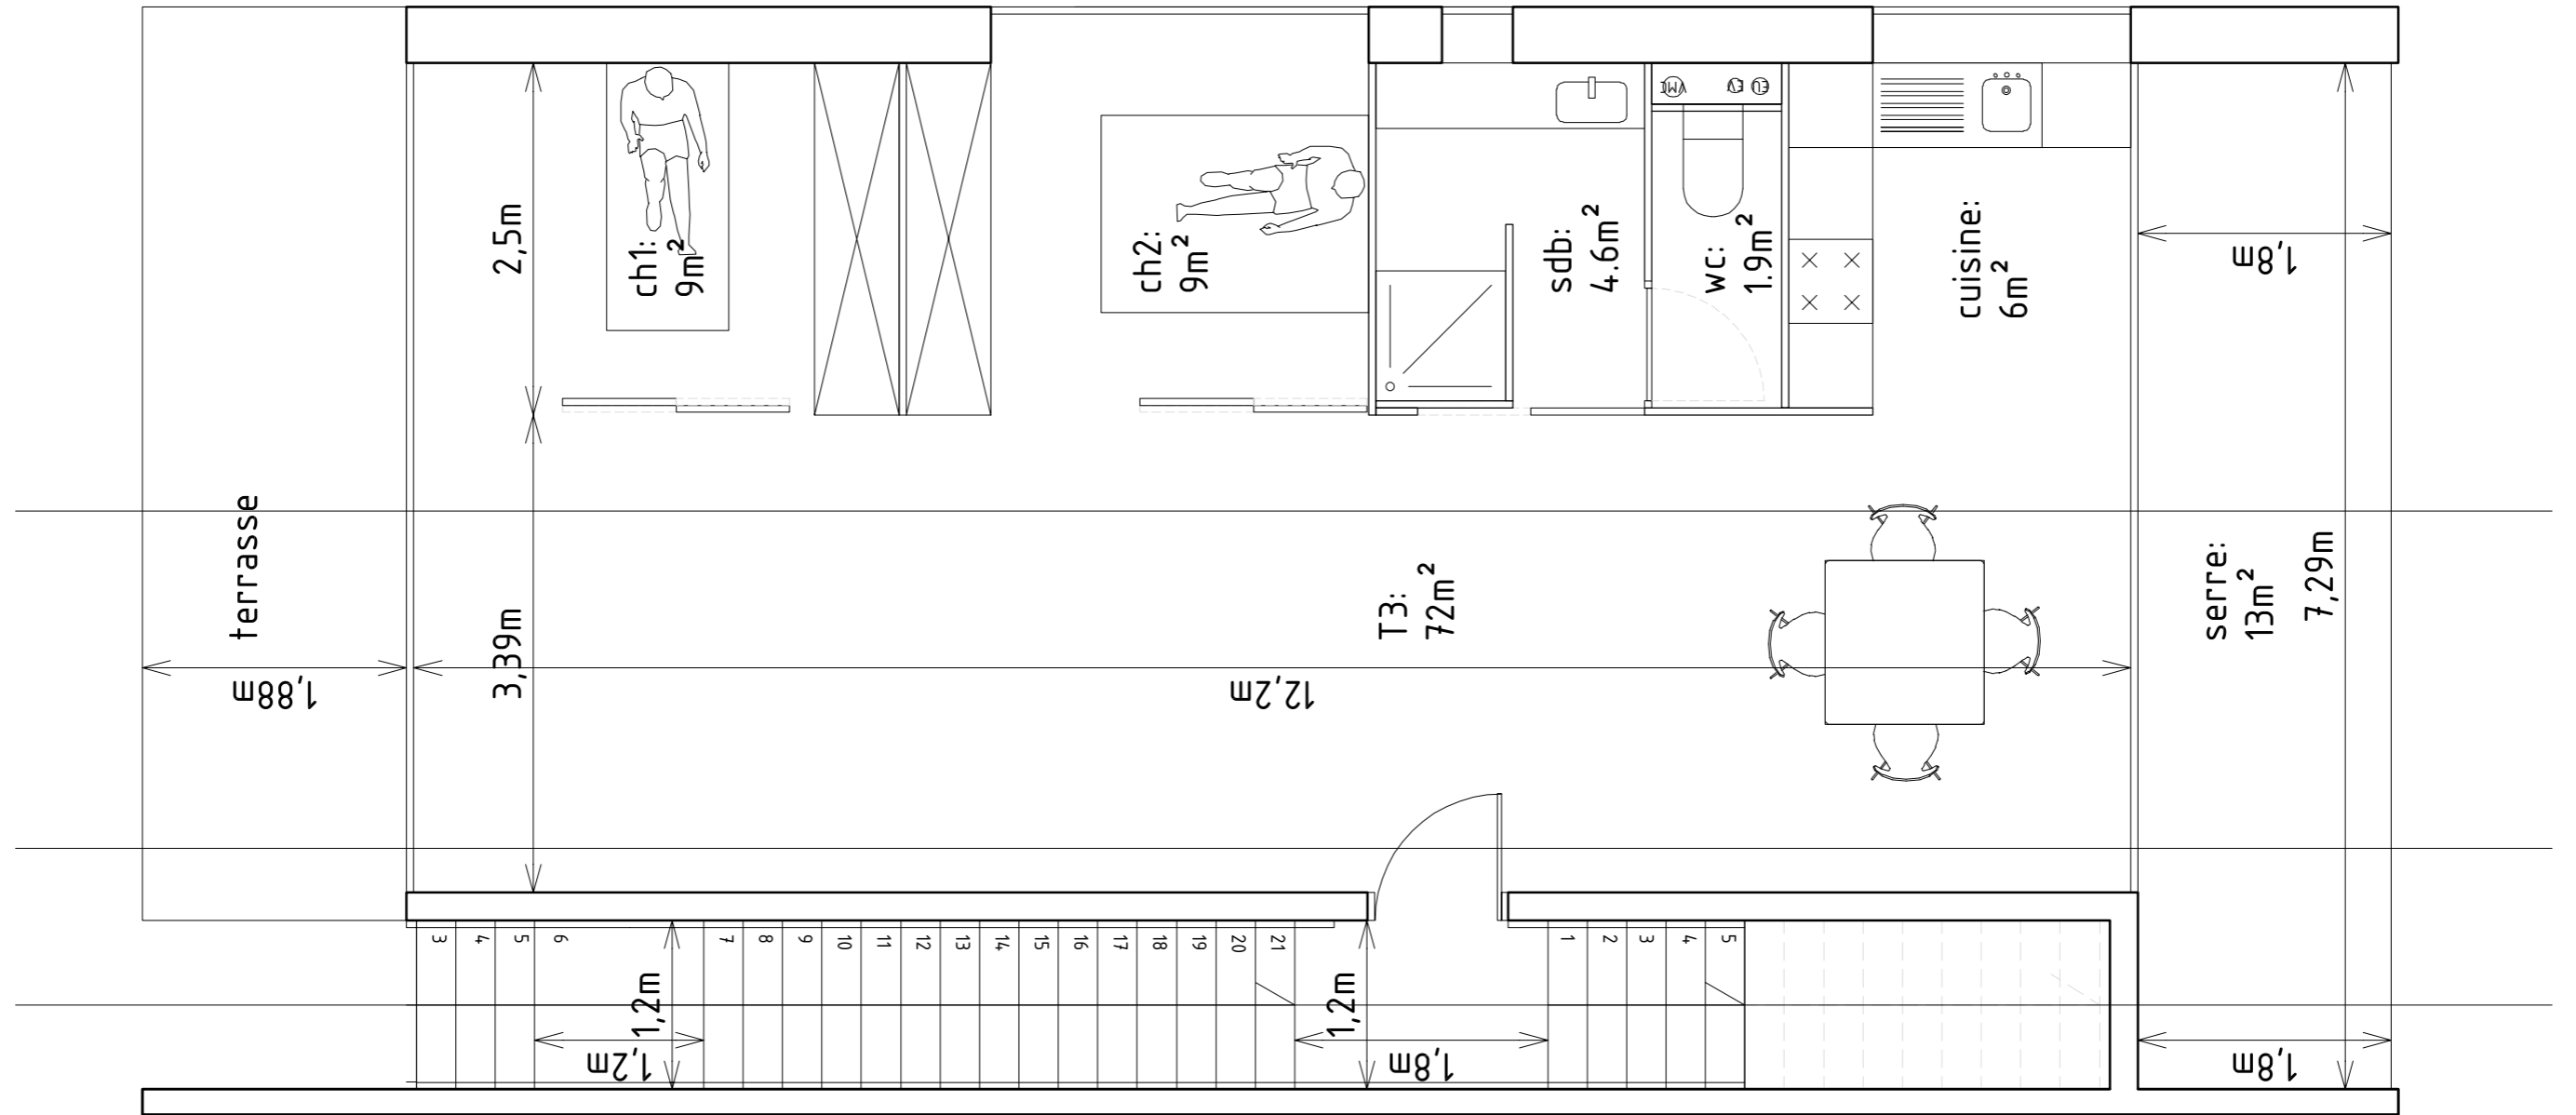 2,5m
ch1:
9m²
ch2:
9m²
sdb:
4.6m²
VMC
EV
EU
wc:
1.9m²
cuisine:
6m²
1,8m
terrasse
1,88m
3,39m
12,2m
T3:
72m²
serre:
13m²
7,29m
3
4
5
6
7
8
9
10
11
12
13
14
15
16
17
18
19
20
21
1
2
3
4
5
1,2m
1,2m
1,2m
1,8m
1,8m